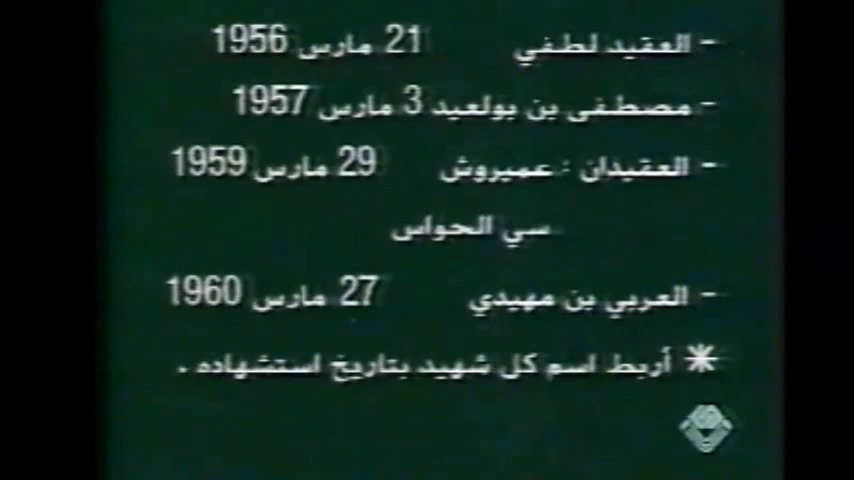 - العقيد لطفي 21 مارس 1956
- مصطفى بن بولعيد 3 مارس 1957
- العقيدان : عميروش 29 مارس 1959
سي الحواس
- العربي بن مهيدي 27 مارس 1960
* أربط اسم كل شهيد بتاريخ استشهاده .